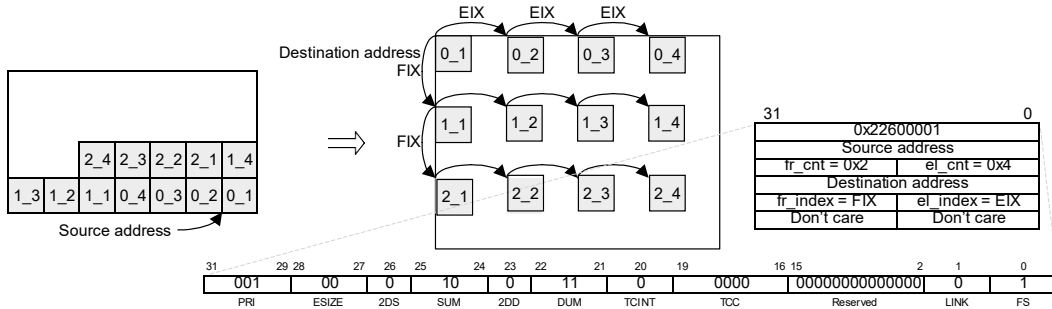 EIX EIX EIX
Destination address
FIX
0_1 0_2 0_3 0_4
FIX
1_1 1_2 1_3 1_4
2_1 2_2 2_3 2_4
2_4 2_3 2_2 2_1 1_4
1_3 1_2 1_1 0_4 0_3 0_2 0_1
Source address
31 0
0x22600001
Source address
fr_cnt = 0x2 el_cnt = 0x4
Destination address
fr_index = FIX el_index = EIX
Don't care Don't care
31 29 28 27 26 25 24 23 22 21 20 19 16 15 2 1 0
001 00 0 10 0 11 0 0000 00000000000000 0 1
PRI ESIZE 2DS SUM 2DD DUM TCINT TCC Reserved LINK FS